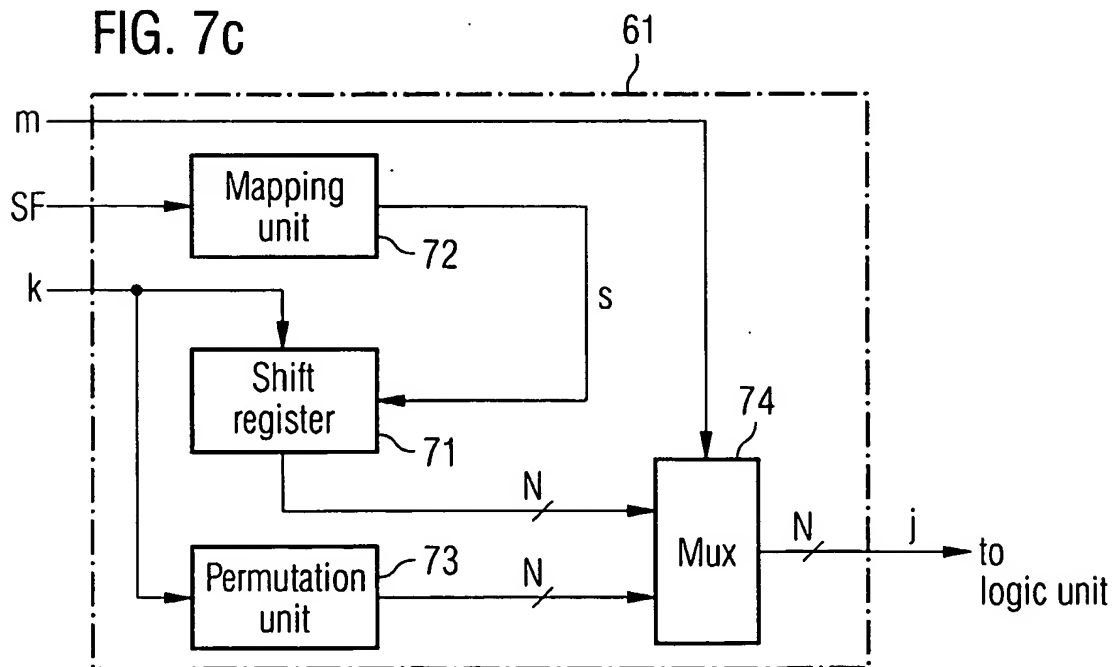 FIG. 7c
61
m
SF
Mapping
unit
72
k
s
Shift
register
71
74
N
Mux
N
j
to
logic unit
Permutation
unit
73
N